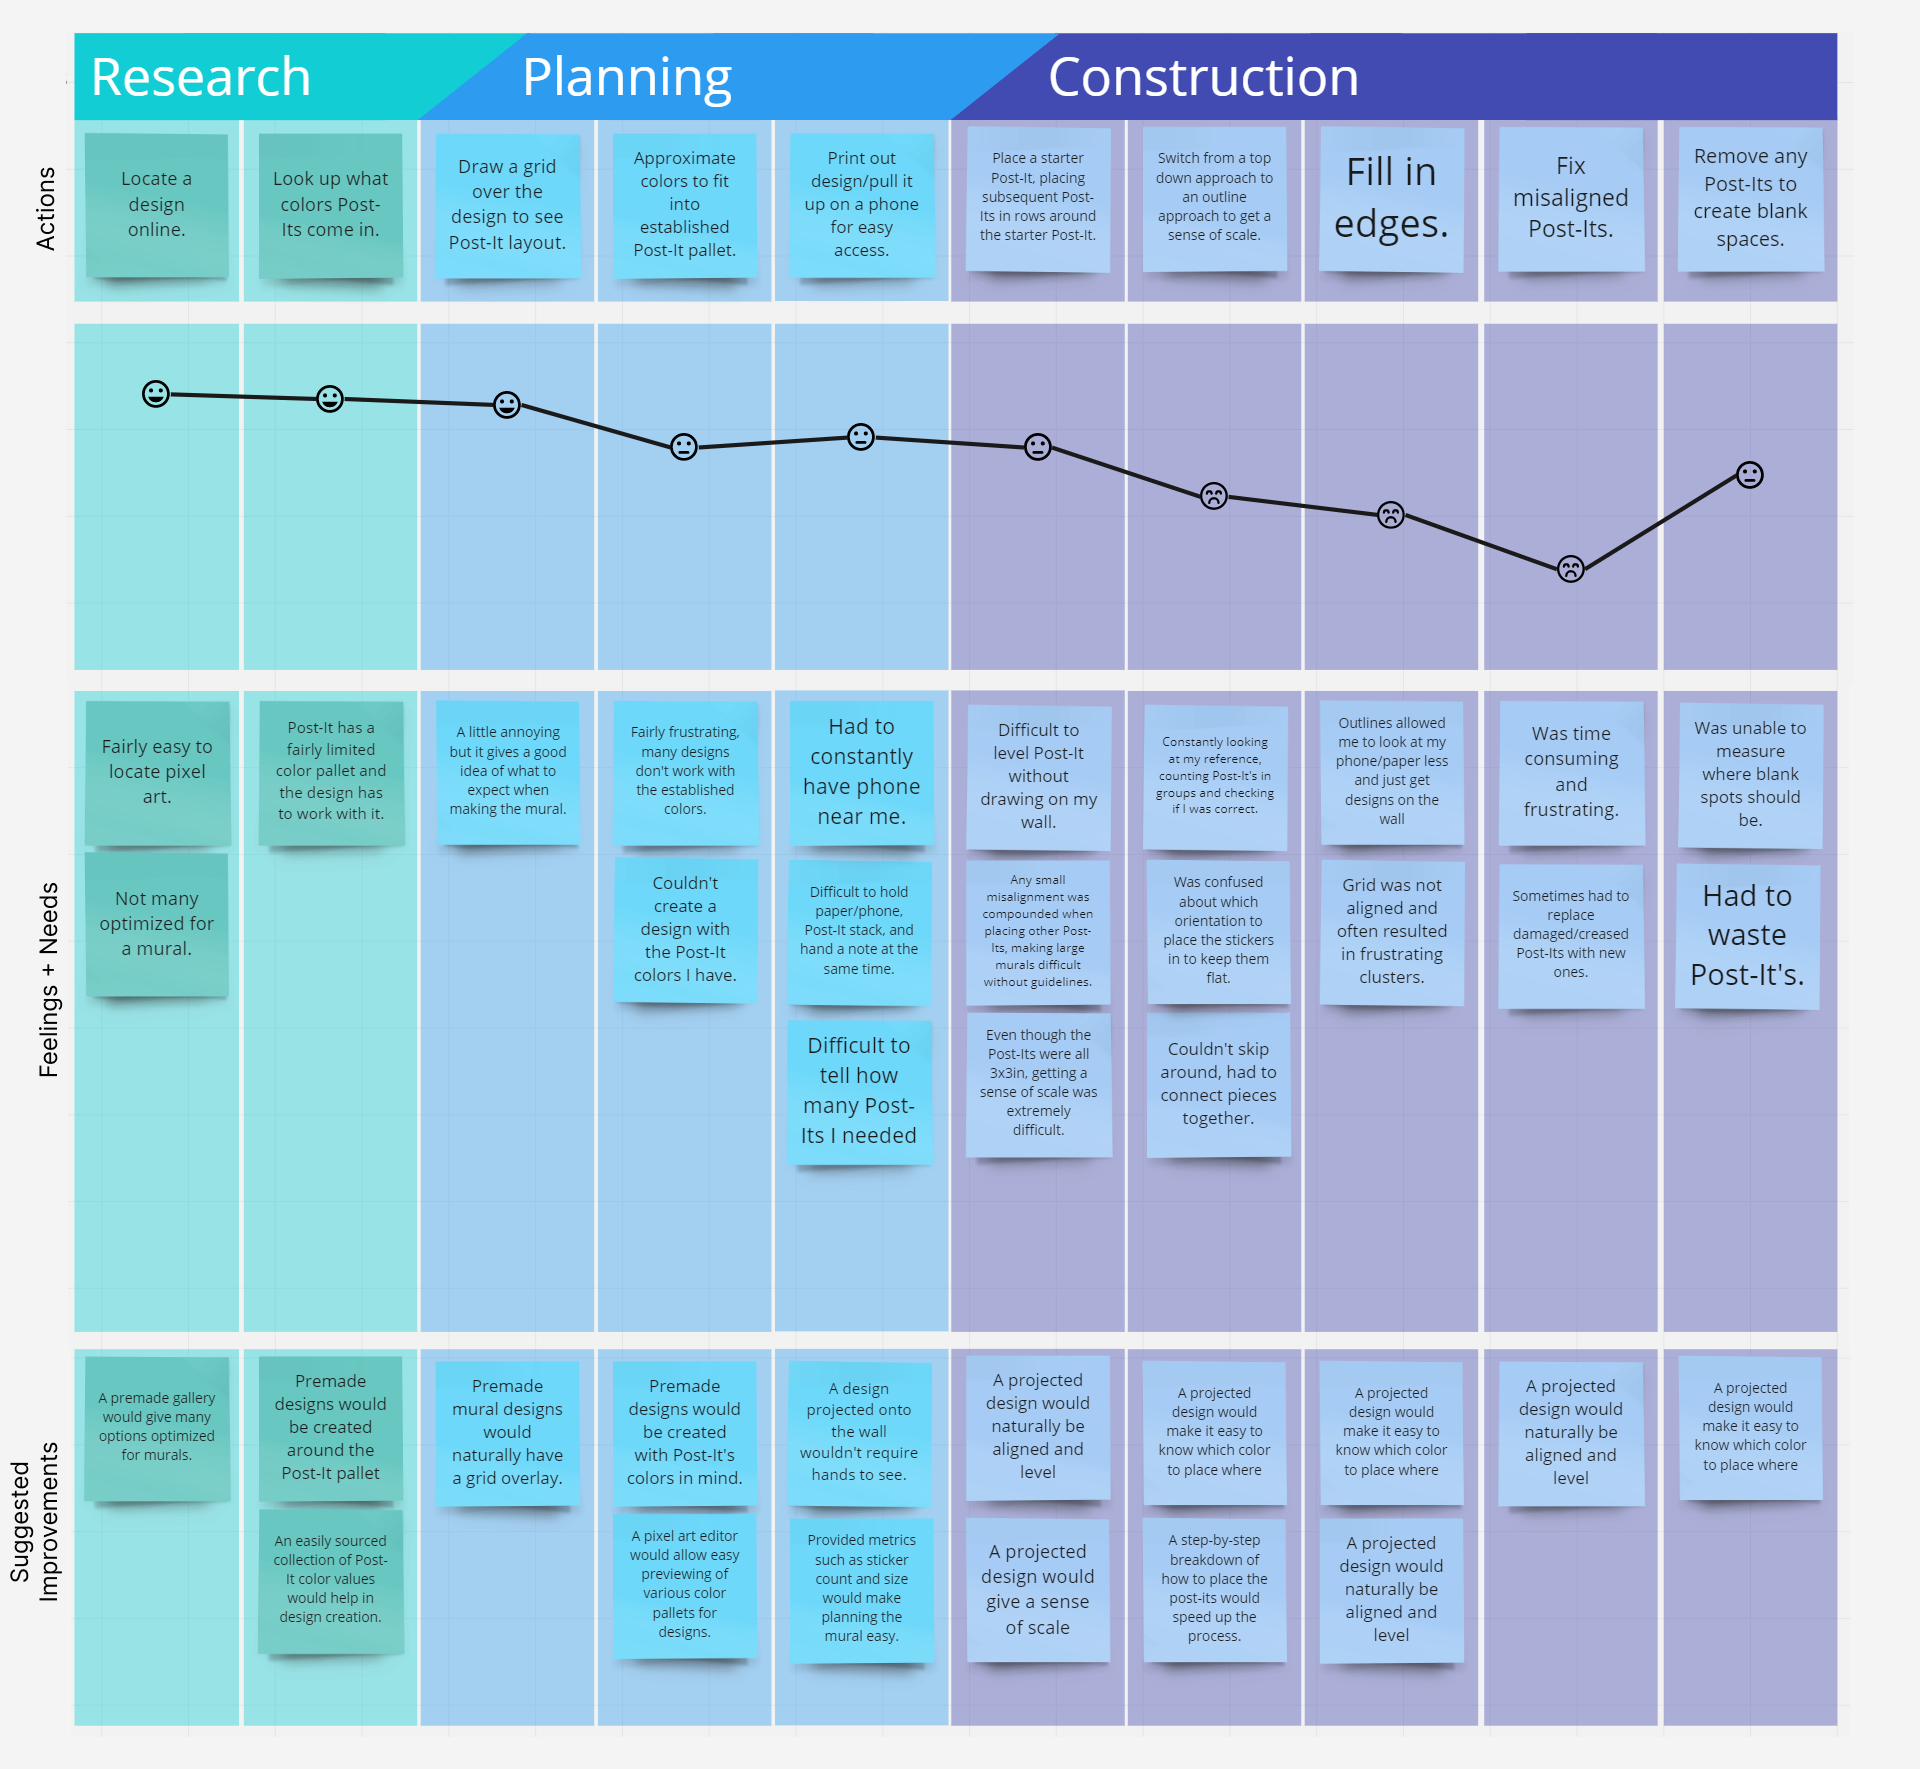 Research
Planning
Construction
Actions
Locate a
design
online.
Look up what
colors Post-
Its come in.
Draw a grid
over the
design to see
Post-It layout.
Approximate
colors to fit
into
established
Post-It pallet.
Print out
design/pull it
up on a phone
for easy
access.
Place a starter
Post-It, placing
subsequent Post-
Its in rows around
the starter Post-It.
Switch from a top
down approach to
an outline
approach to get a
sense of scale.
Fill in
edges.
Fix
misaligned
Post-Its.
Remove any
Post-Its to
create blank
spaces.
Feelings + Needs
Fairly easy to
locate pixel
art.
Not many
optimized for
a mural.
Post-It has a
fairly limited
color pallet and
the design has
to work with it.
A little annoying
but it gives a good
idea of what to
expect when
making the mural.
Fairly frustrating,
many designs
don't work with
the established
colors.
Couldn't
create a
design with
the Post-It
colors I have.
Had to
constantly
have phone
near me.
Difficult to hold
paper/phone,
Post-It stack, and
hand a note at the
same time.
Difficult to
tell how
many Post-
Its I needed
Difficult to
level Post-It
without
drawing on my
wall.
Any small
misalignment was
compounded when
placing other Post-
Its, making large
murals difficult
without guidelines.
Even though the
Post-Its were all
3x3in, getting a
sense of scale was
extremely
difficult.
Constantly looking
at my reference,
counting Post-It's in
groups and checking
if I was correct.
Was confused
about which
orientation to
place the stickers
in to keep them
flat.
Couldn't skip
around, had to
connect pieces
together.
Outlines allowed
me to look at my
phone/paper less
and just get
designs on the
wall
Grid was not
aligned and
often resulted
in frustrating
clusters.
Was time
consuming
and
frustrating.
Sometimes had to
replace
damaged/creased
Post-Its with new
ones.
Was unable to
measure
where blank
spots should
be.
Had to
waste
Post-It's.
Suggested
Improvements
A premade gallery
would give many
options optimized
for murals.
Premade
designs would
be created
around the
Post-It pallet
An easily sourced
collection of Post-
It color values
would help in
design creation.
Premade
mural designs
would
naturally have
a grid overlay.
Premade
designs would
be created
with Post-It's
colors in mind.
A pixel art editor
would allow easy
previewing of
various color
pallets for
designs.
A design
projected onto
the wall
wouldn't require
hands to see.
Provided metrics
such as sticker
count and size
would make
planning the
mural easy.
A projected
design would
naturally be
aligned and
level
A projected
design would
give a sense
of scale
A projected
design would
make it easy to
know which color
to place where
A step-by-step
breakdown of
how to place the
post-its would
speed up the
process.
A projected
design would
make it easy to
know which color
to place where
A projected
design would
naturally be
aligned and
level
A projected
design would
naturally be
aligned and
level
A projected
design would
make it easy to
know which color
to place where